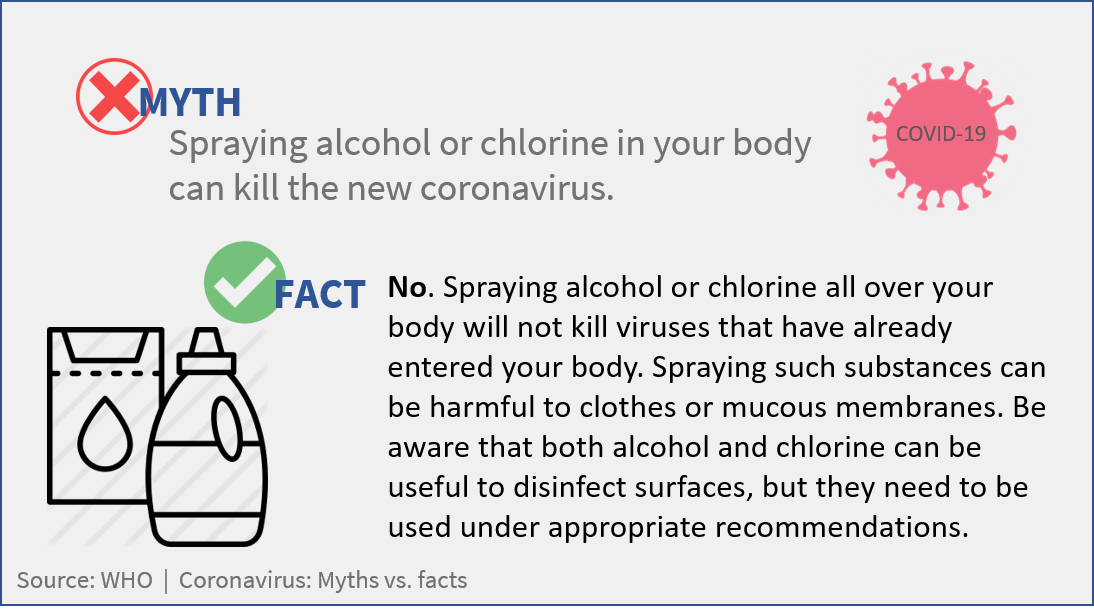 MYTH
Spraying alcohol or chlorine in your body
can kill the new coronavirus.
COVID-19
FACT
No. Spraying alcohol or chlorine all over your
body will not kill viruses that have already
entered your body. Spraying such substances can
be harmful to clothes or mucous membranes. Be
aware that both alcohol and chlorine can be
useful to disinfect surfaces, but they need to be
used under appropriate recommendations.
Source: WHO | Coronavirus: Myths vs. facts